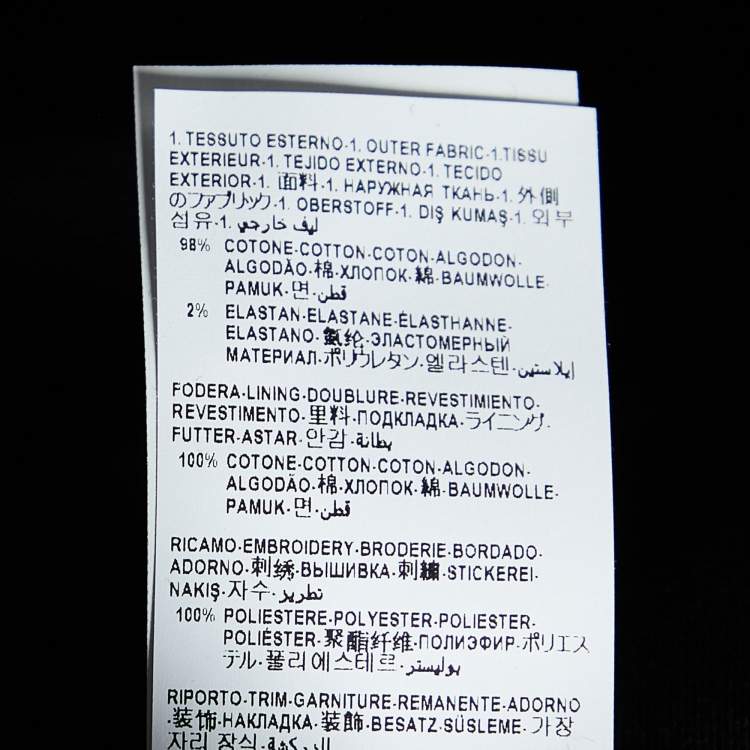 1. TESSUTO ESTERNO-1. OUTER FABRIC-1.TISSU
EXTERIEUR-1. TEJIDO EXTERNO-1. TECIDO
EXTERIOR-1. 面料-1. НАРУЖНАЯ ТКАНЬ-1. 外側
のファブリック-1. OBERSTOFF-1. DIŞ KUMAŞ-1. 외부
섬유-1. ليف خارجي
98% COTONE-COTTON-COTON-ALGODON-
ALGODÃO-棉-ХЛОПОК-綿-BAUMWOLLE-
PAMUK-면-قطن
2% ELASTAN-ELASTANE-ÉLASTHANNE-
ELASTANO-氨纶-ЭЛАСТОМЕРНЫЙ
МАТЕРИАЛ-ポリウレタン-엘라스텐-إيلاستين
FODERA-LINING-DOUBLURE-REVESTIMIENTO-
REVESTIMENTO-里料-ПОДКЛАДКА-ライニング-
FUTTER-ASTAR-안감-بطانة
100% COTONE-COTTON-COTON-ALGODON-
ALGODÃO-棉-ХЛОПОК-綿-BAUMWOLLE-
PAMUK-면-قطن
RICAMO-EMBROIDERY-BRODERIE-BORDADO-
ADORNO-刺绣-ВЫШИВКА-刺繍-STICKEREI-
NAKIŞ-자수-تطريز
100% POLIESTERE-POLYESTER-POLIESTER-
POLIÉSTER-聚酯纤维-ПОЛИЭФИР-ポリエス
テル-폴리에스테르-بوليستر
RIPORTO-TRIM-GARNITURE-REMANENTE-ADORNO
-装饰-НАКЛАДКА-装飾-BESATZ-SÜSLEME-가장
자리 장식-